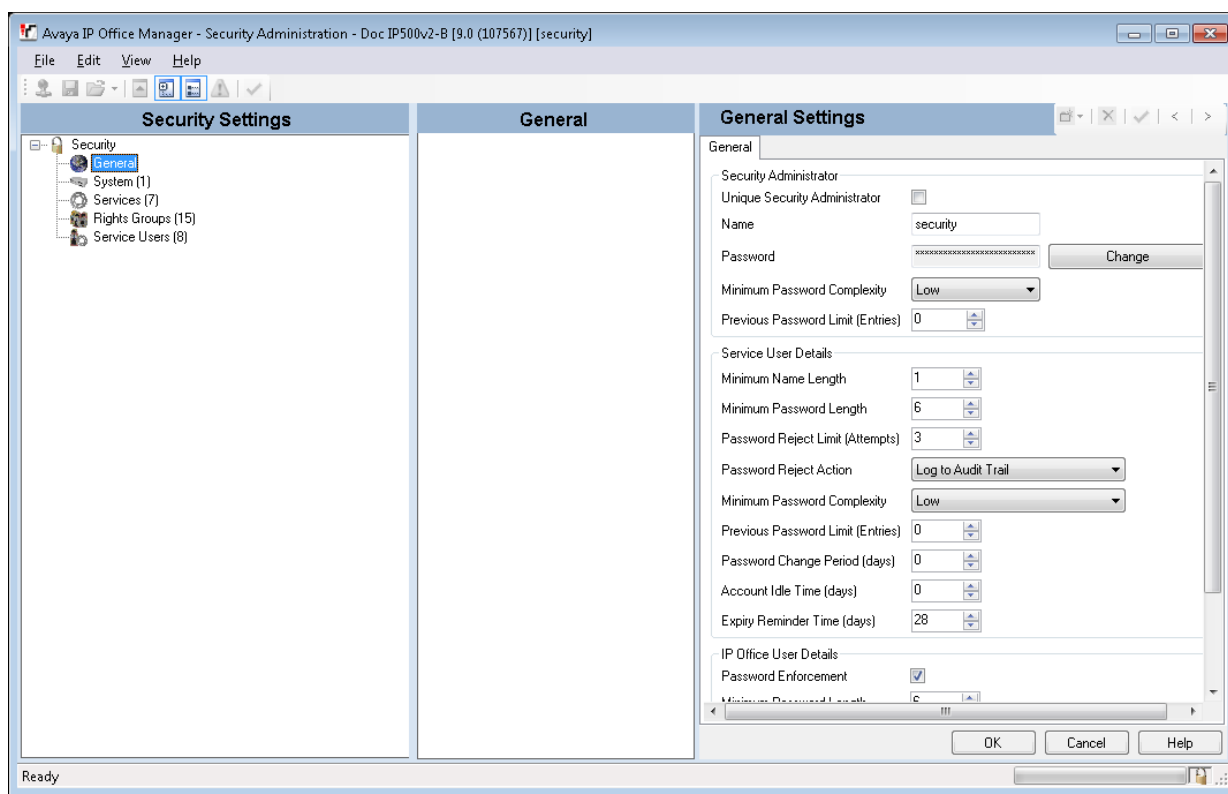 Avaya IP Office Manager - Security Administration - Doc IP500v2-B [9.0 (107567)] [security]
File Edit View Help
Security Settings
Security
General
System (1)
Services (7)
Rights Groups (15)
Service Users (8)
General
General Settings
General
Security Administrator
Unique Security Administrator
Name security
Password ************************** Change
Minimum Password Complexity Low
Previous Password Limit (Entries) 0
Service User Details
Minimum Name Length 1
Minimum Password Length 6
Password Reject Limit (Attempts) 3
Password Reject Action Log to Audit Trail
Minimum Password Complexity Low
Previous Password Limit (Entries) 0
Password Change Period (days) 0
Account Idle Time (days) 0
Expiry Reminder Time (days) 28
IP Office User Details
Password Enforcement
Minimum Password Length 6
OK Cancel Help
Ready